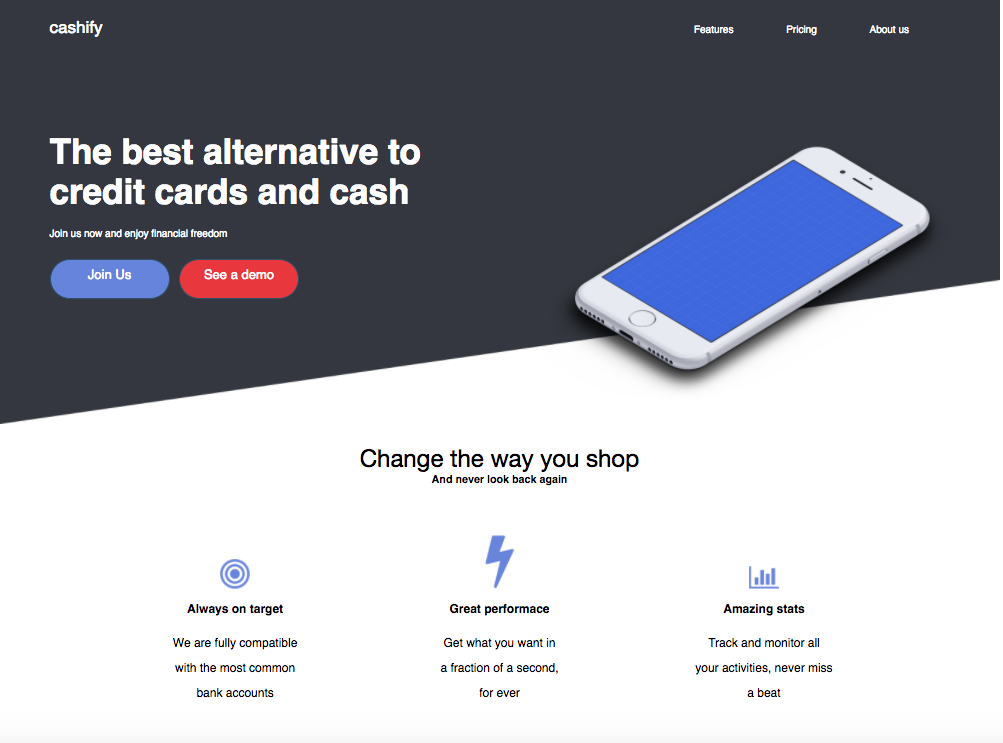 cashify
Features
Pricing
About us
The best alternative to
credit cards and cash
Join us now and enjoy financial freedom
Join Us
See a demo
Change the way you shop
And never look back again
Always on target
We are fully compatible
with the most common
bank accounts
Great performace
Get what you want in
a fraction of a second,
for ever
Amazing stats
Track and monitor all
your activities, never miss
a beat